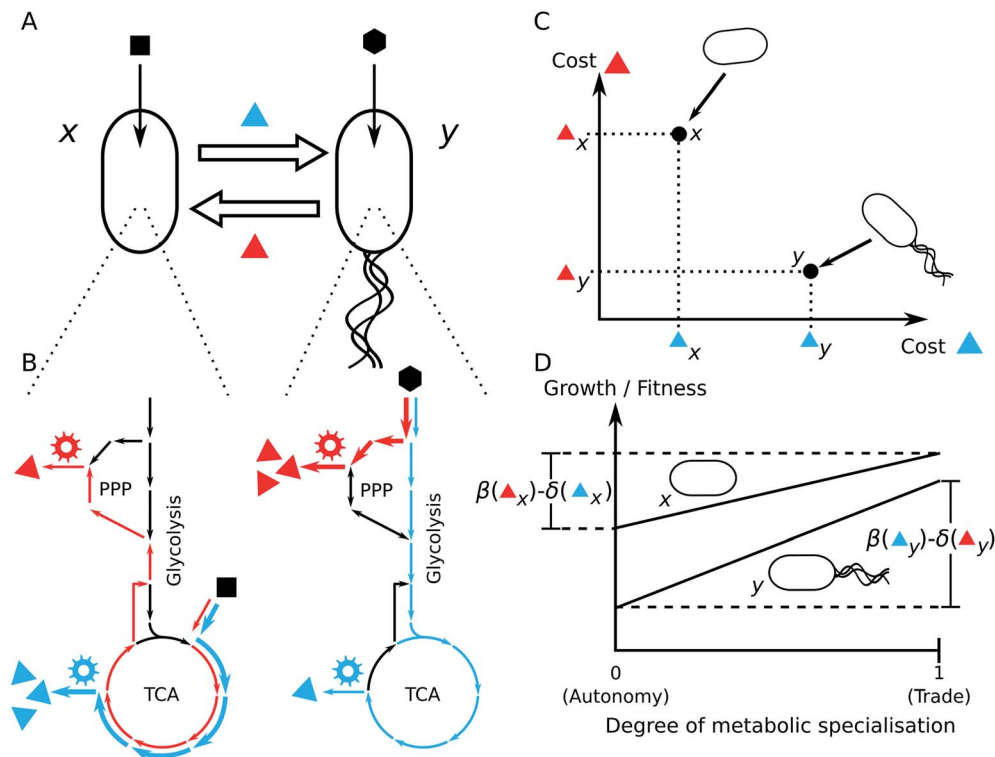 A
x
y
B
PPP
Glycolysis
TCA
PPP
Glycolysis
TCA
C
Cost
x
x
y
y
x
y
Cost
D
Growth / Fitness
β( x)-δ( x)
x
β( y)-δ( y)
y
0
(Autonomy)
1
(Trade)
Degree of metabolic specialisation